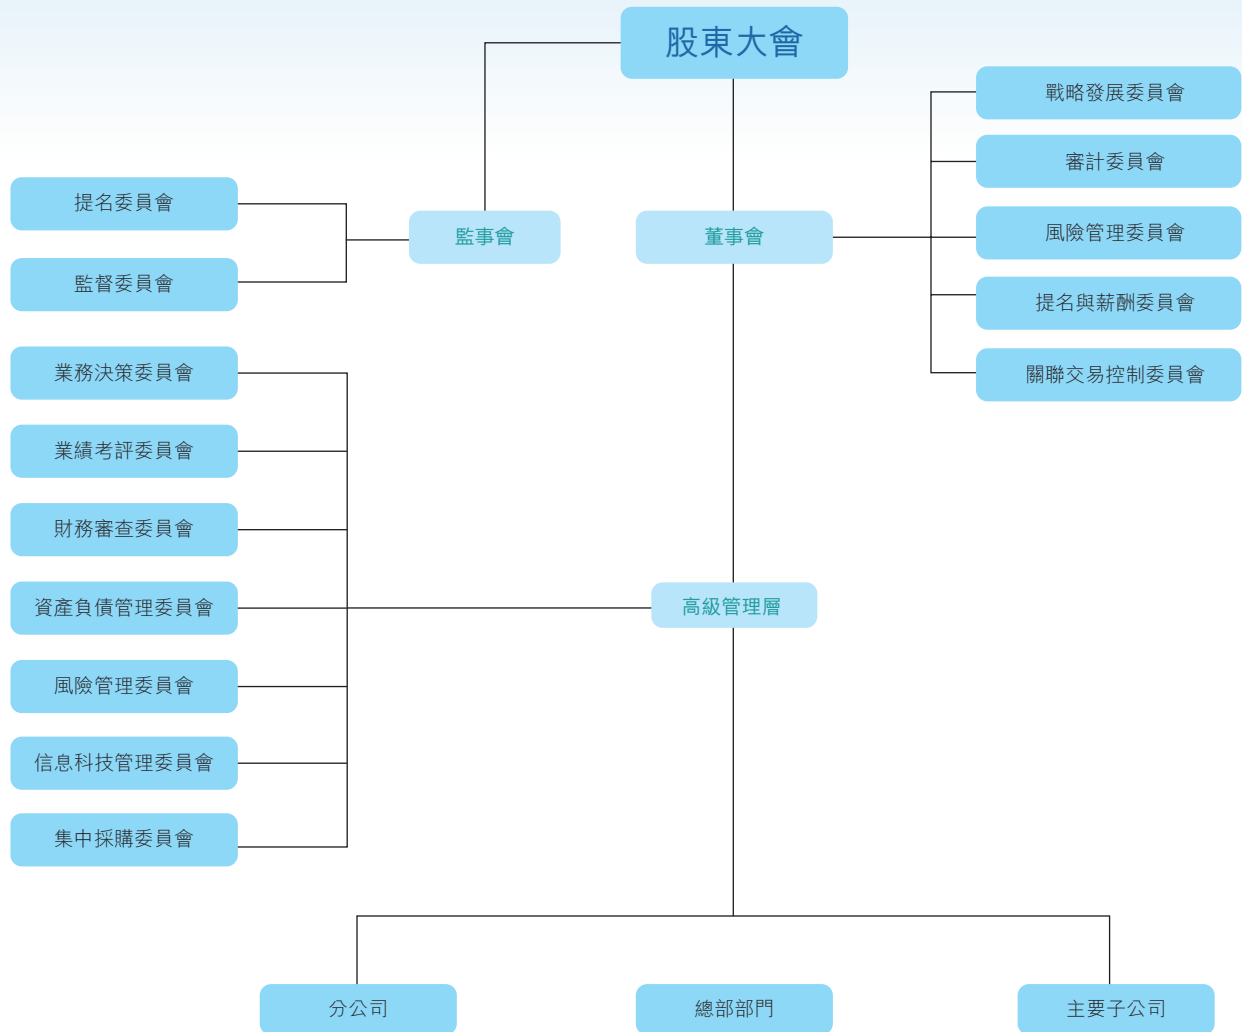 股東大會
戰略發展委員會
審計委員會
提名委員會
監事會
董事會
風險管理委員會
監督委員會
提名與薪酬委員會
業務決策委員會
關聯交易控制委員會
業績考評委員會
財務審查委員會
資產負債管理委員會
高級管理層
風險管理委員會
信息科技管理委員會
集中採購委員會
分公司
總部部門
主要子公司